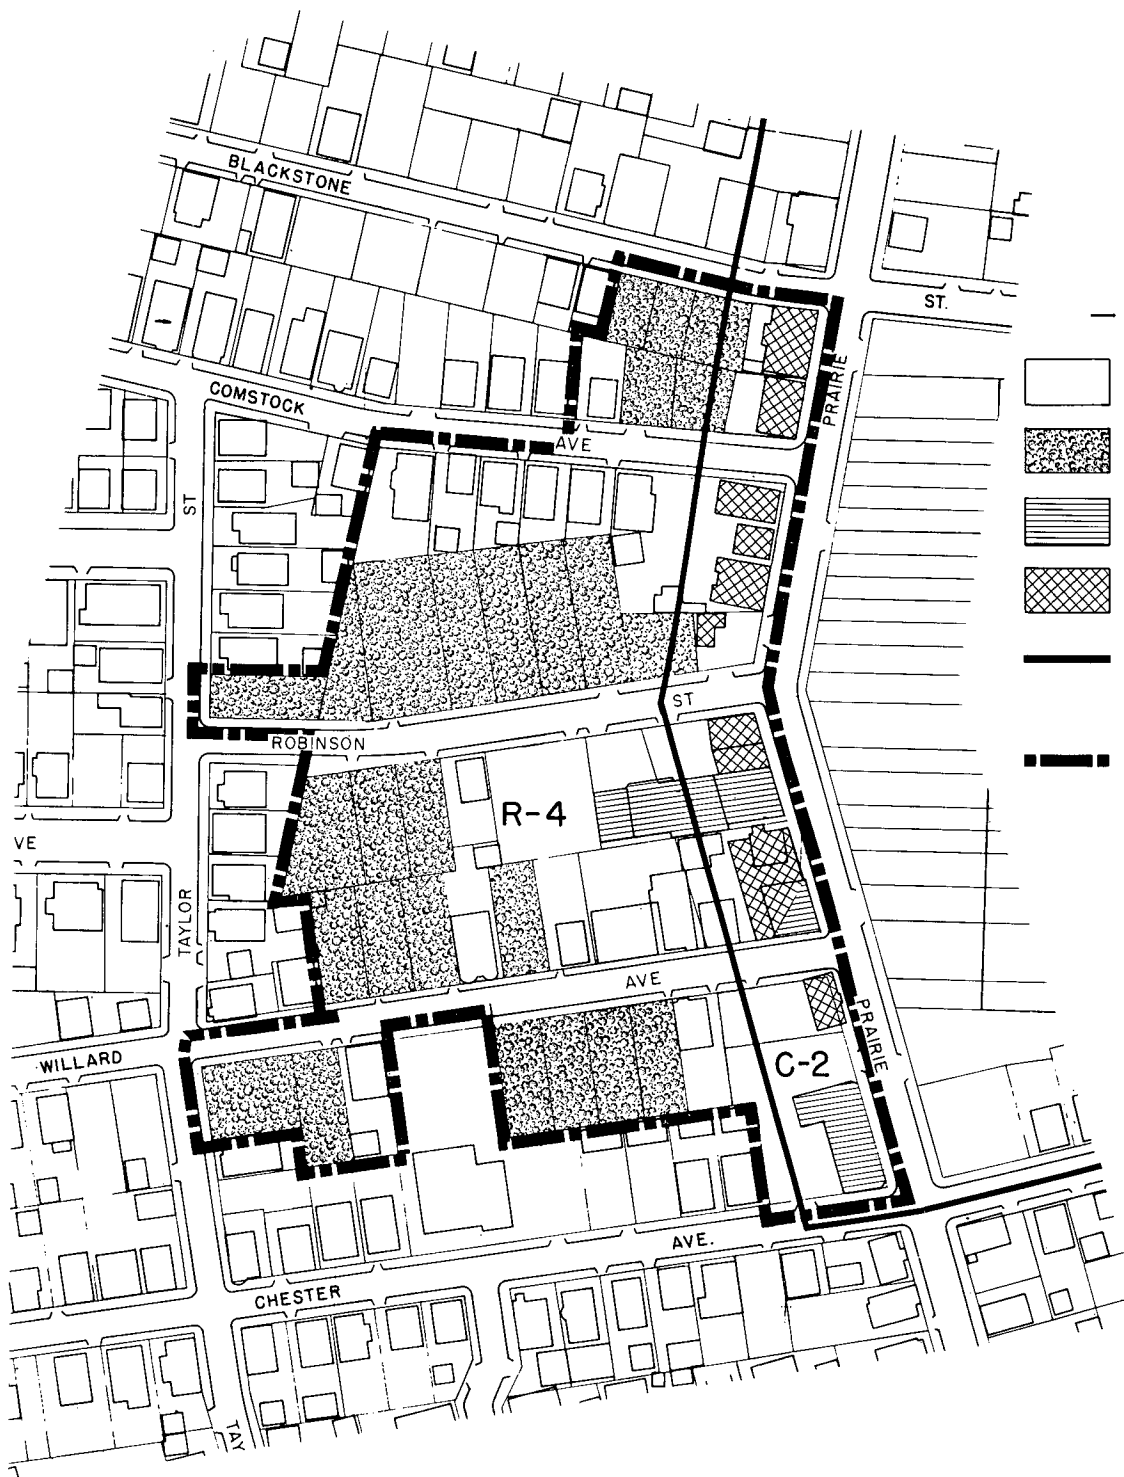 BLACKSTONE
ST.
PRAIRIE
COMSTOCK
AVE
ST
ST
ROBINSON
R-4
VE
TAYLOR
AVE
PRAIRIE
WILLARD
C-2
AVE.
CHESTER
TAY